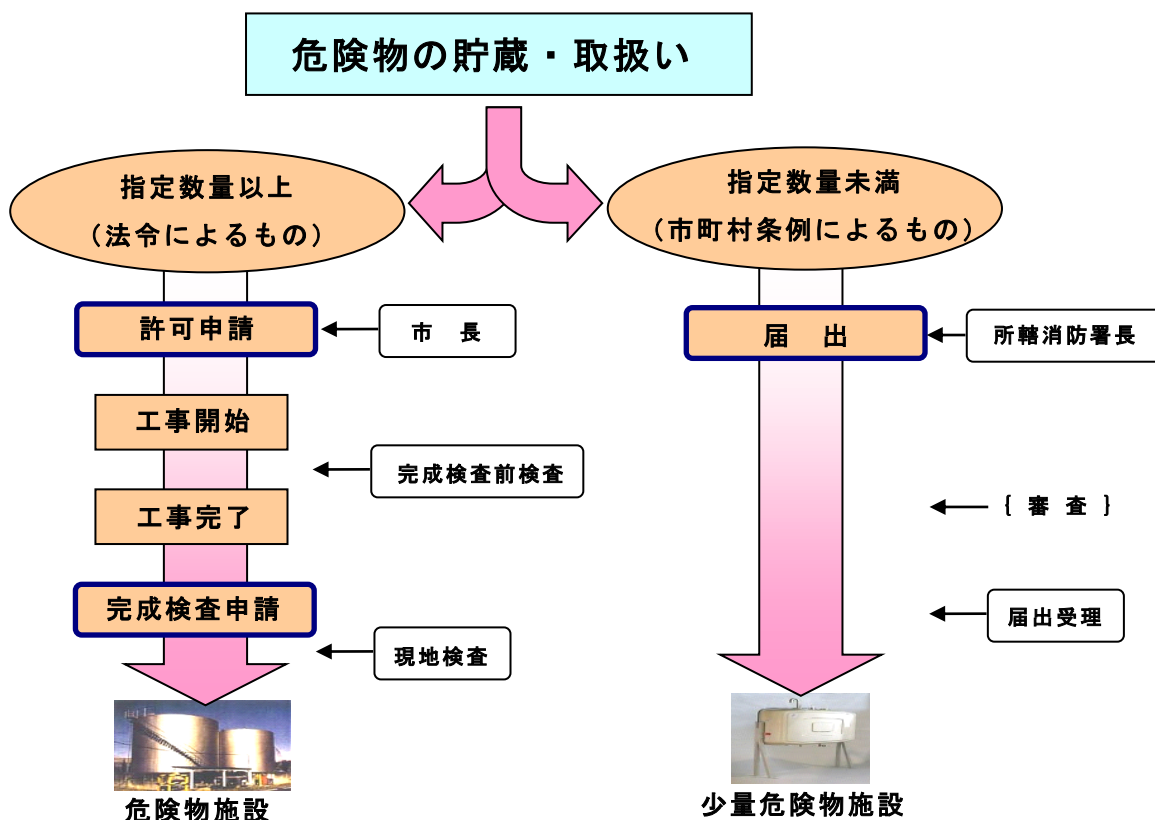 危険物の貯蔵・取扱い
指定数量以上
（法令によるもの）
許可申請
市　長
工事開始
完成検査前検査
工事完了
完成検査申請
現地検査
危険物施設
指定数量未満
（市町村条例によるもの）
届　出
所轄消防署長
｛ 審 査 ｝
届出受理
少量危険物施設